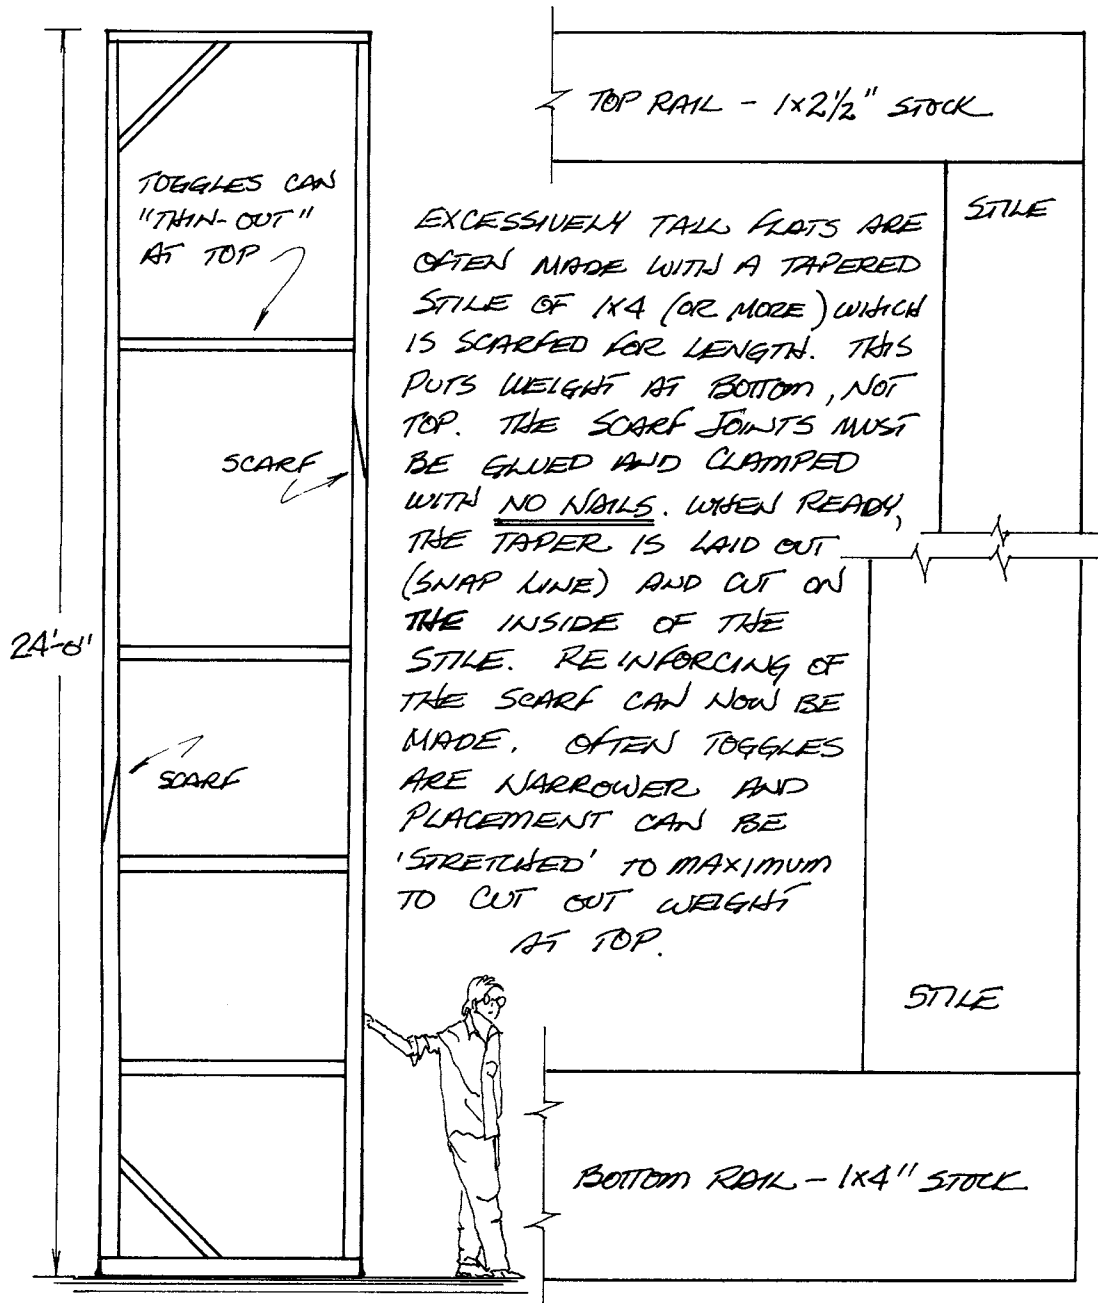 TOP RAIL - 1x2½" STOCK
TOGGLES CAN
"THIN-OUT"
AT TOP
STILE
EXCESSIVELY TALL FLATS ARE
OFTEN MADE WITH A TAPERED
STILE OF 1x4 (OR MORE) WHICH
IS SCARFED FOR LENGTH. THIS
PUTS WEIGHT AT BOTTOM, NOT
TOP. THE SCARF JOINTS MUST
BE GLUED AND CLAMPED
WITH NO NAILS. WHEN READY,
THE TAPER IS LAID OUT
(SNAP LINE) AND CUT ON
THE INSIDE OF THE
STILE. REINFORCING OF
THE SCARF CAN NOW BE
MADE. OFTEN TOGGLES
ARE NARROWER AND
PLACEMENT CAN BE
'STRETCHED' TO MAXIMUM
TO CUT OUT WEIGHT
AT TOP.
SCARF
24'-0"
SCARF
STILE
BOTTOM RAIL - 1x4" STOCK